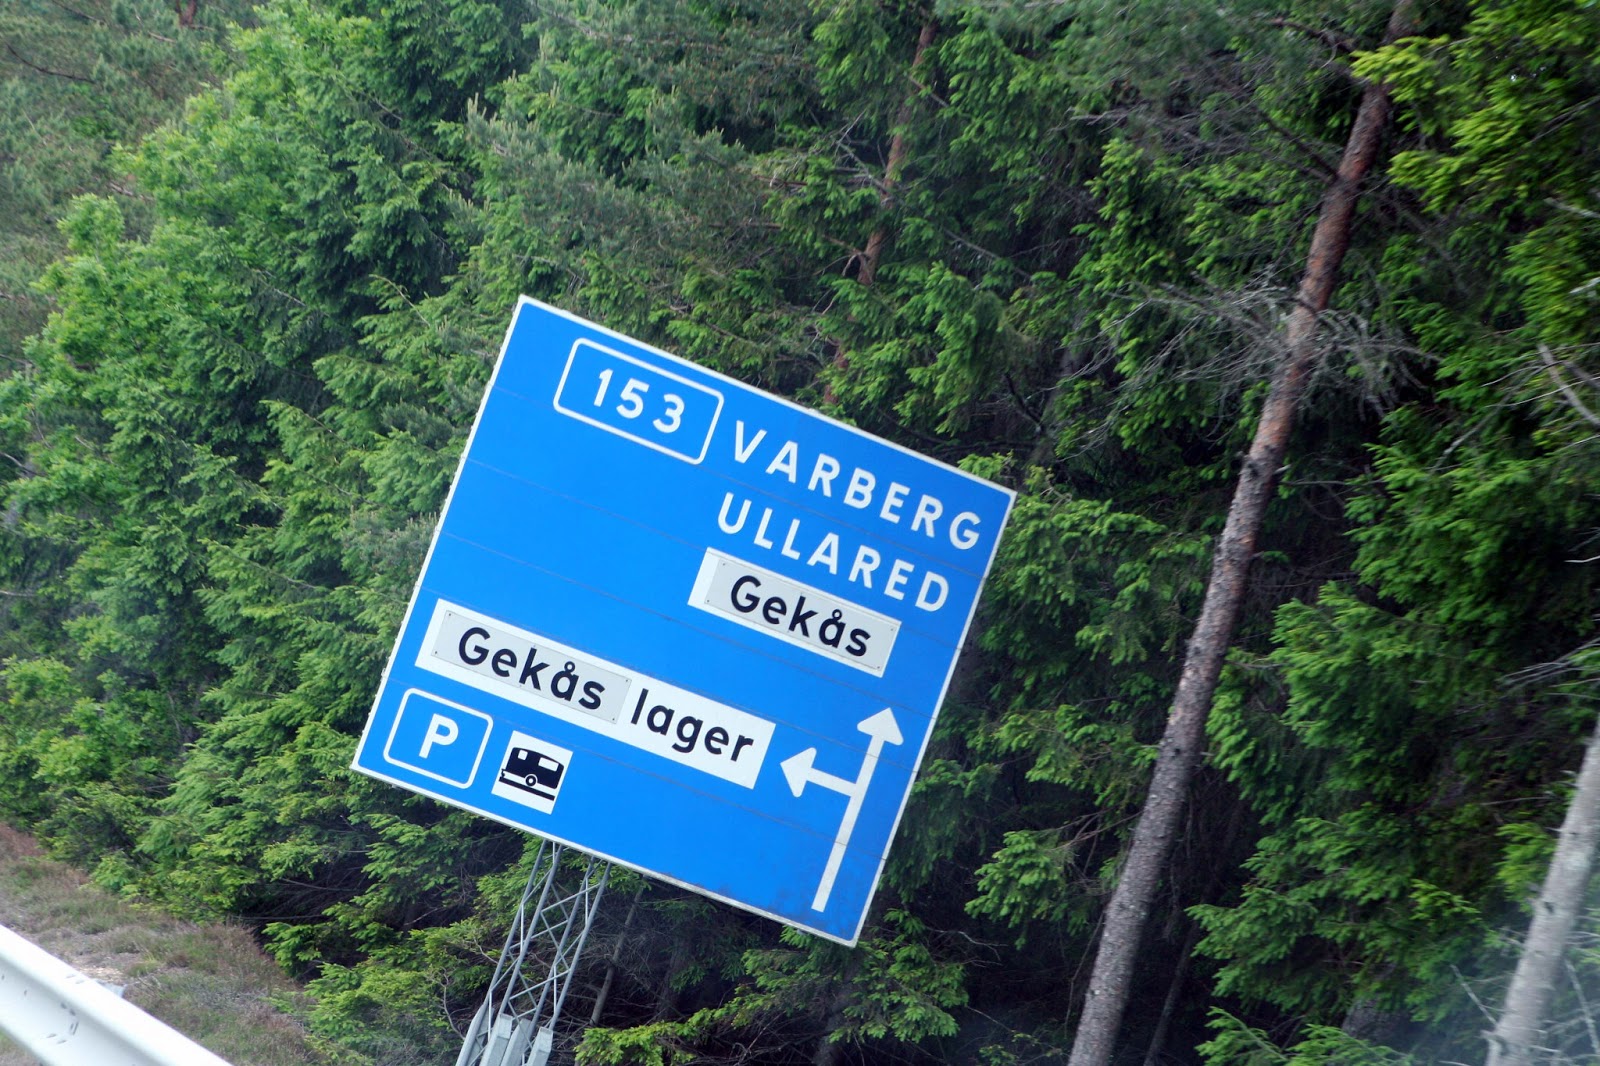 153 VARBERG
ULLARED
Gekås
Gekås lager
P